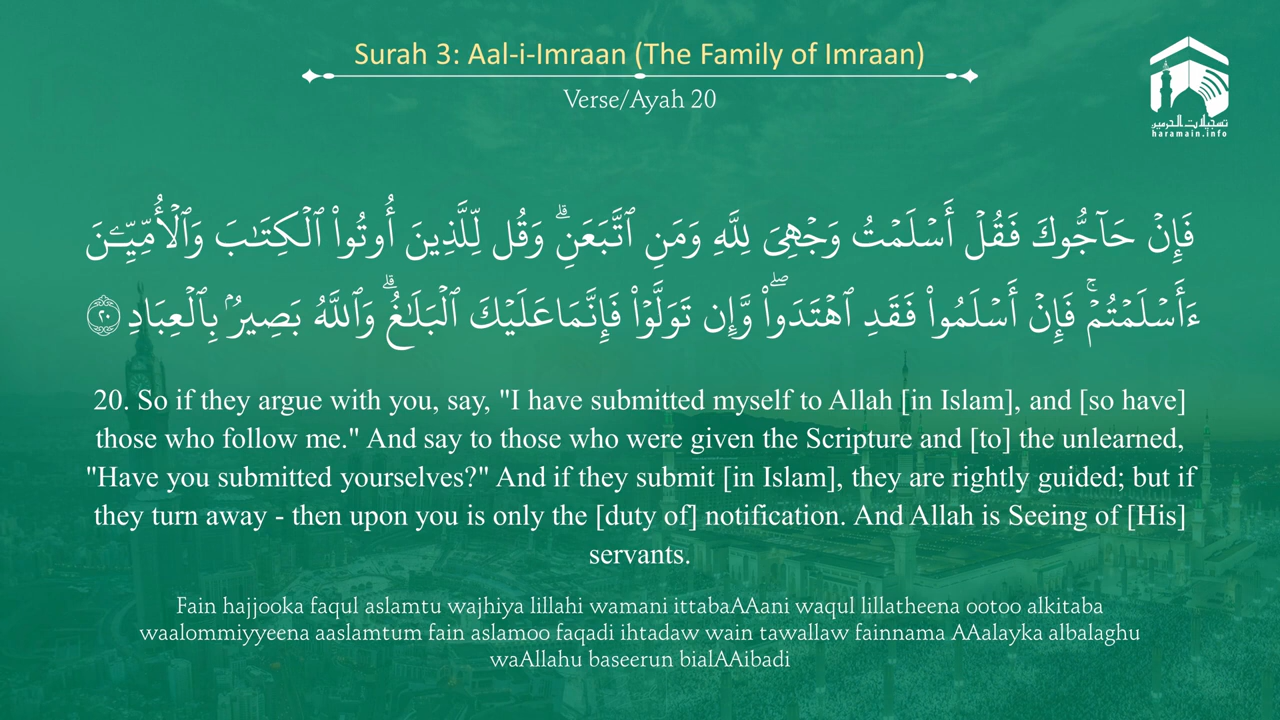 Surah 3: Aal-i-Imraan (The Family of Imraan)
Verse/Ayah 20
تسجيلات الحرمين
haramain.info
فَإِنْ حَآجُّوكَ فَقُلْ أَسْلَمْتُ وَجْهِىَ لِلَّهِ وَمَنِ ٱتَّبَعَنِ ۗ وَقُل لِّلَّذِينَ أُوتُوا۟ ٱلْكِتَـٰبَ وَٱلْأُمِّيِّـۧنَ
ءَأَسْلَمْتُمْ ۚ فَإِنْ أَسْلَمُوا۟ فَقَدِ ٱهْتَدَوا۟ ۖ وَّإِن تَوَلَّوْا۟ فَإِنَّمَا عَلَيْكَ ٱلْبَلَـٰغُ ۗ وَٱللَّهُ بَصِيرٌۢ بِٱلْعِبَادِ ٢٠
20. So if they argue with you, say, "I have submitted myself to Allah [in Islam], and [so have]
those who follow me." And say to those who were given the Scripture and [to] the unlearned,
"Have you submitted yourselves?" And if they submit [in Islam], they are rightly guided; but if
they turn away - then upon you is only the [duty of] notification. And Allah is Seeing of [His]
servants.
Fain hajjooka faqul aslamtu wajhiya lillahi wamani ittabaAAani waqul lillatheena ootoo alkitaba
waalommiyyeena aaslamtum fain aslamoo faqadi ihtadaw wain tawallaw fainnama AAalayka albalaghu
waAllahu baseerun bialAAibadi